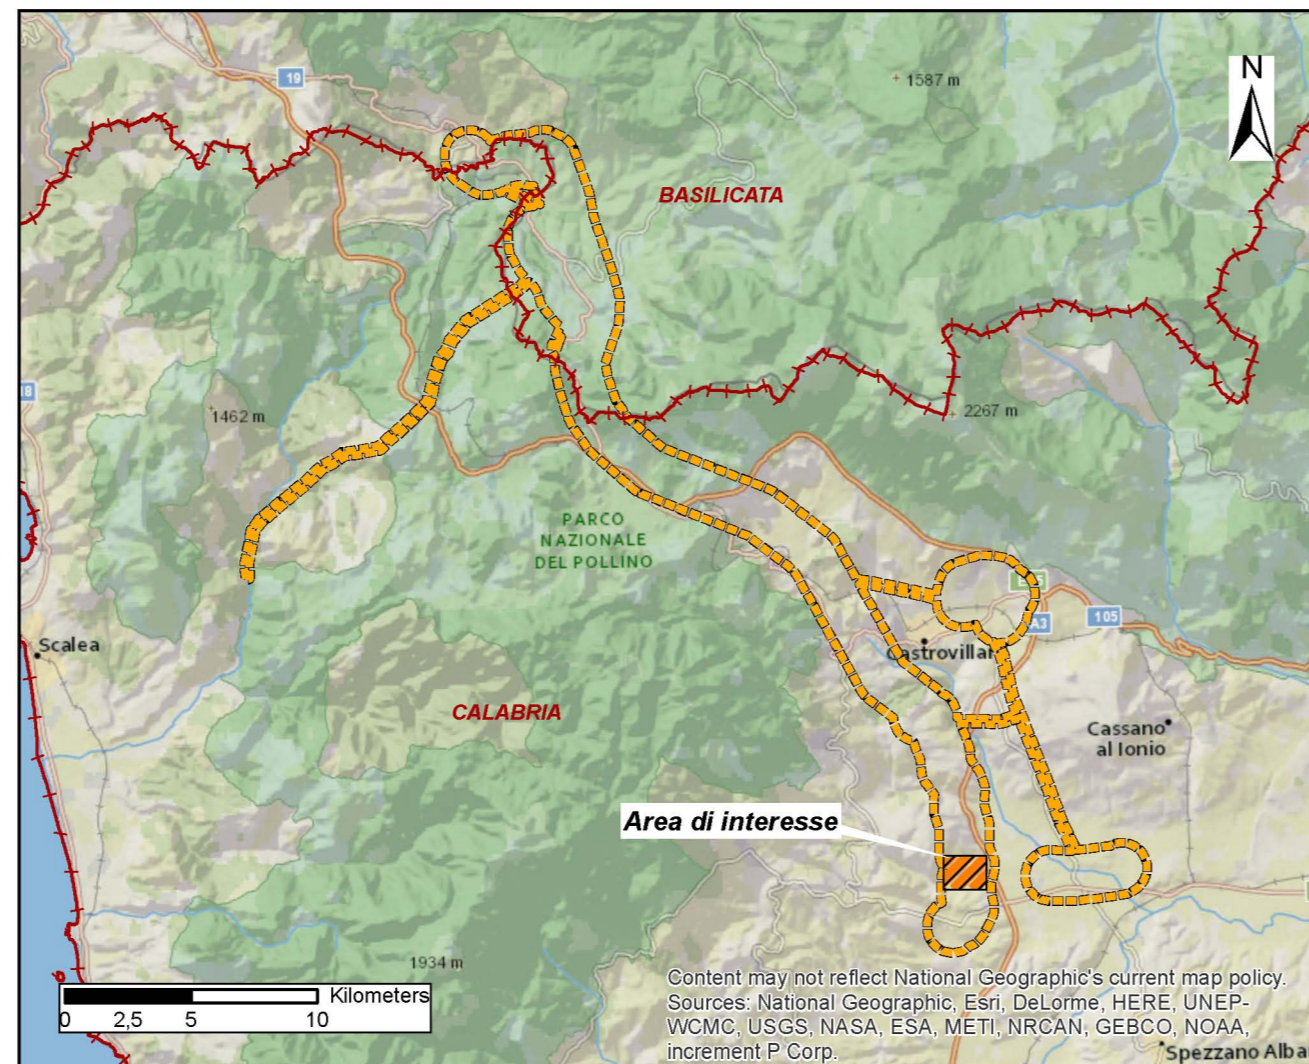 19
1587 m
N
BASILICATA
18
1462 m
2267 m
PARCO
NAZIONALE
DEL POLLINO
A3
105
Scalea
Castrovillari
CALABRIA
Cassano
al Ionio
Area di interesse
1934 m
Kilometers
0 2,5 5 10
Content may not reflect National Geographic's current map policy.
Sources: National Geographic, Esri, DeLorme, HERE, UNEP-
WCMC, USGS, NASA, ESA, METI, NRCAN, GEBCO, NOAA,
increment P Corp.
Spezzano Alba